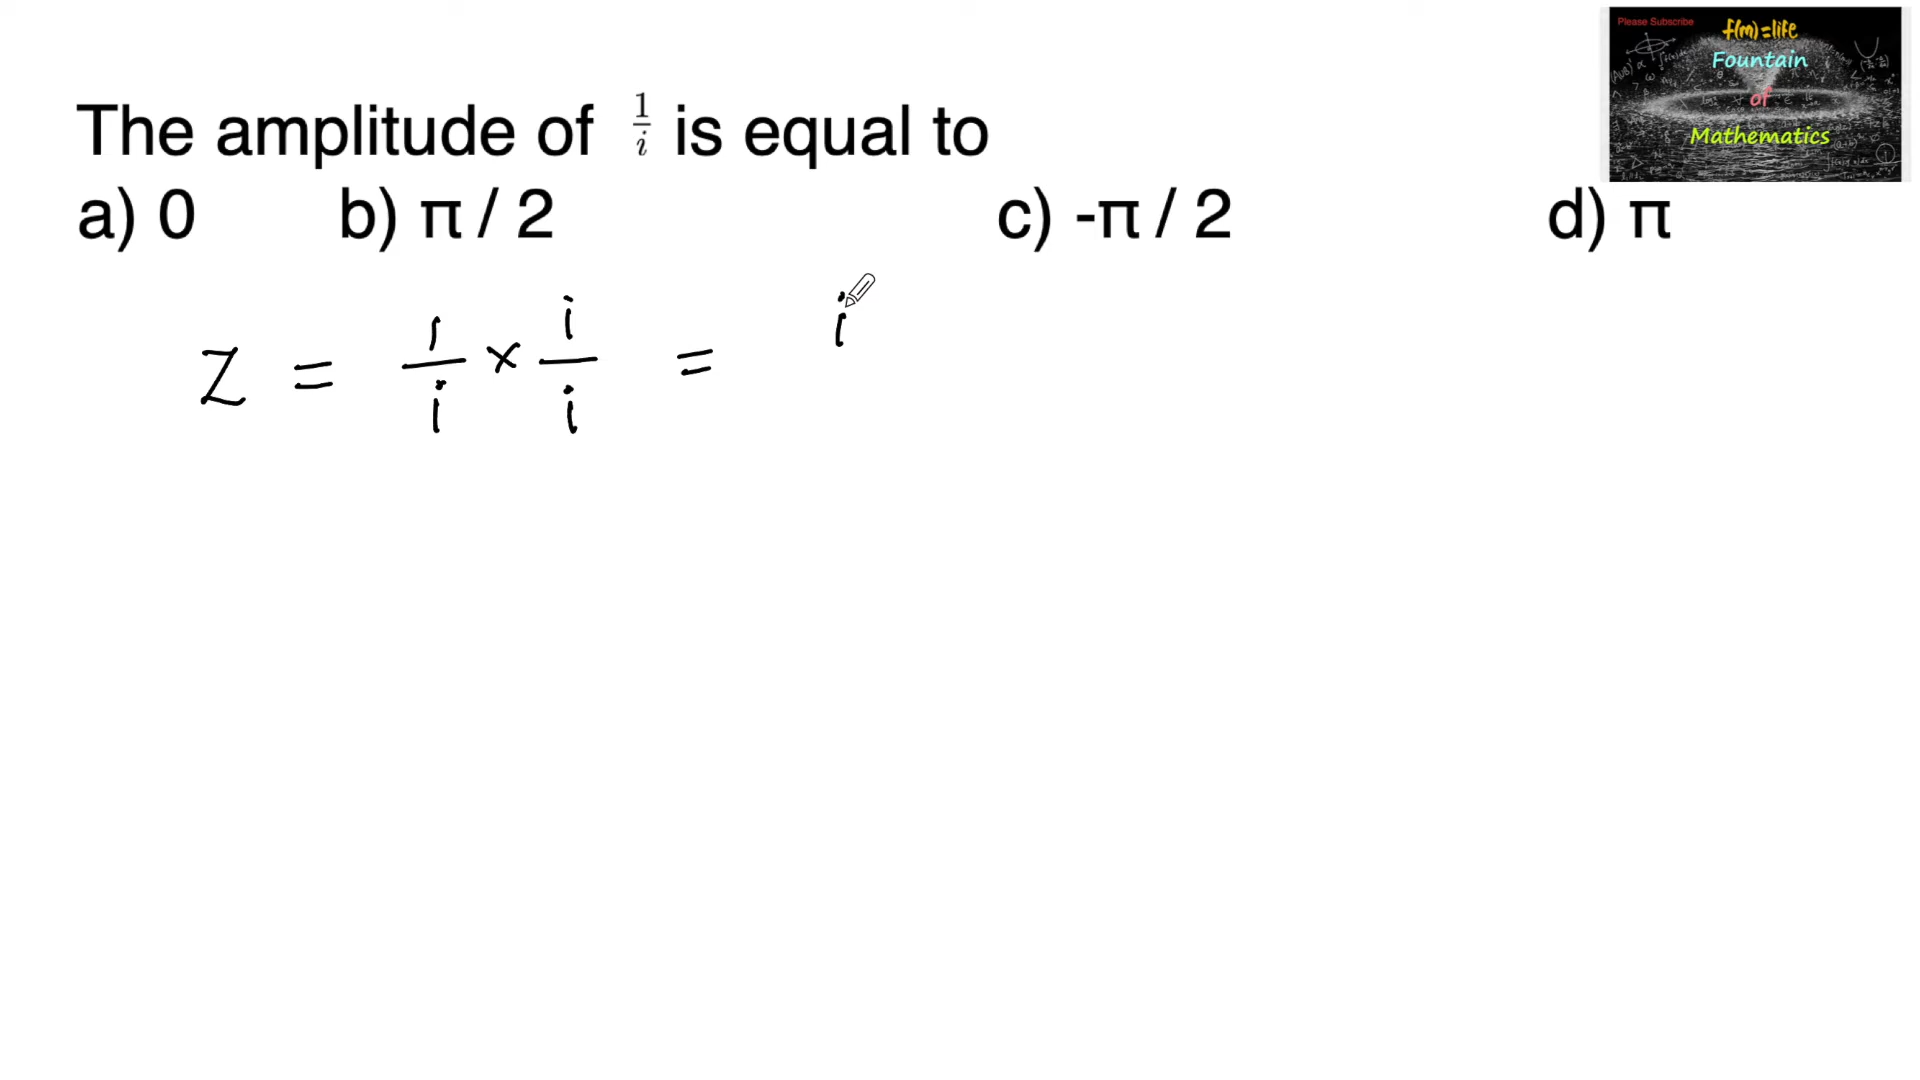 Please Subscribe
f(m)=life
Fountain
of
Mathematics
The amplitude of 1/i is equal to
a) 0 b) π / 2 c) -π / 2 d) π
Z = 1/i × i/i = i